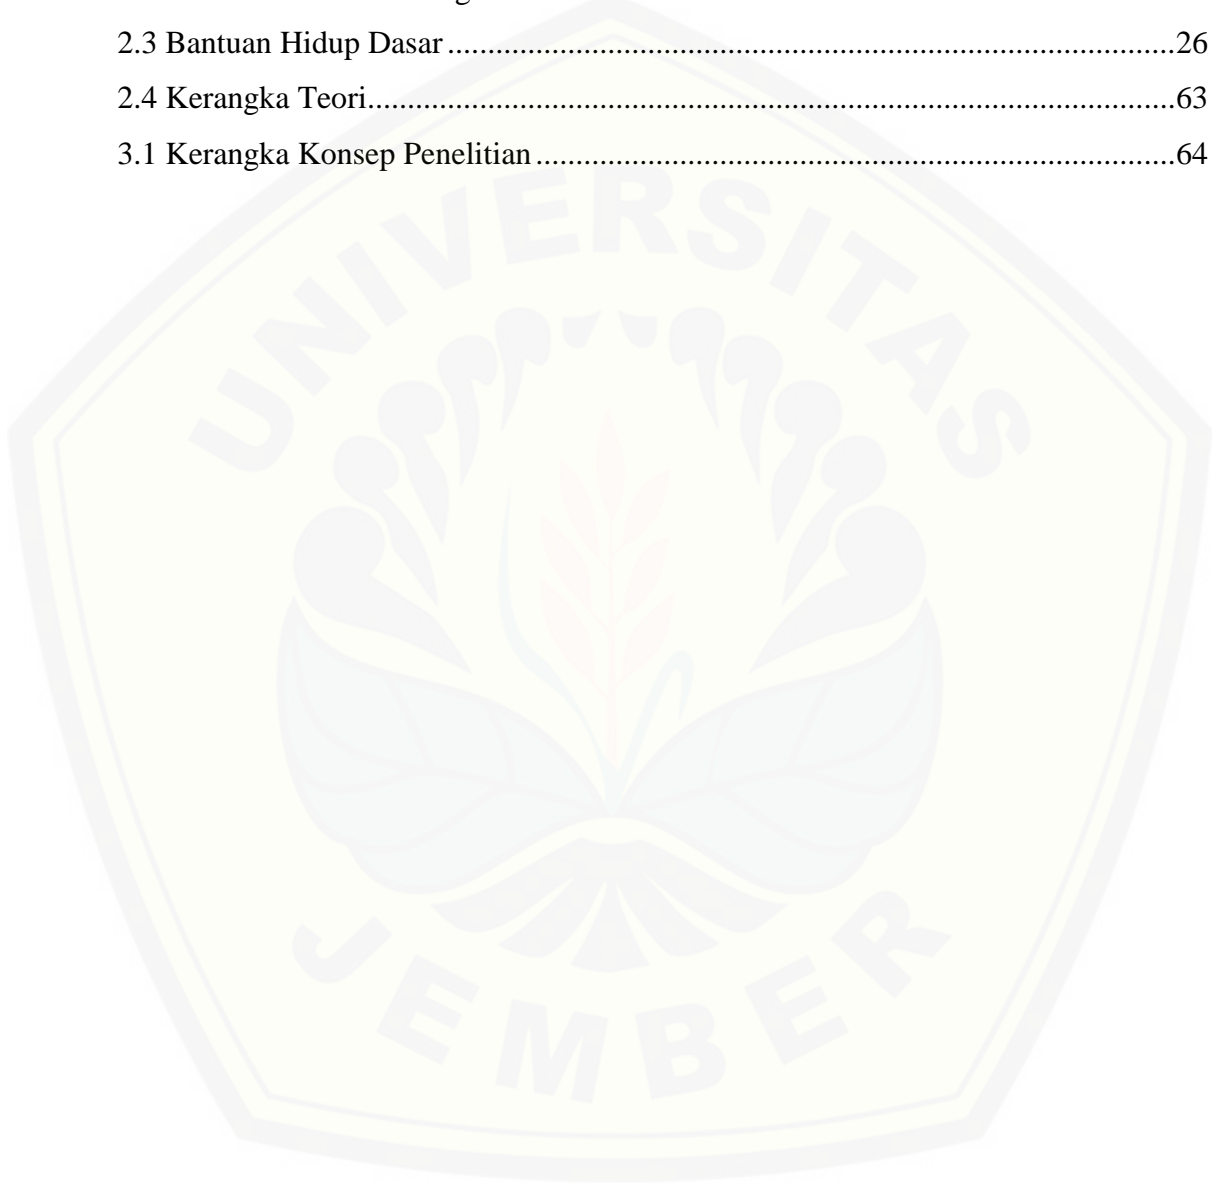 2.3 Bantuan Hidup Dasar ..........................................................................................26
2.4 Kerangka Teori....................................................................................................63
3.1 Kerangka Konsep Penelitian ...............................................................................64
UNIVERSITAS
JEMBER